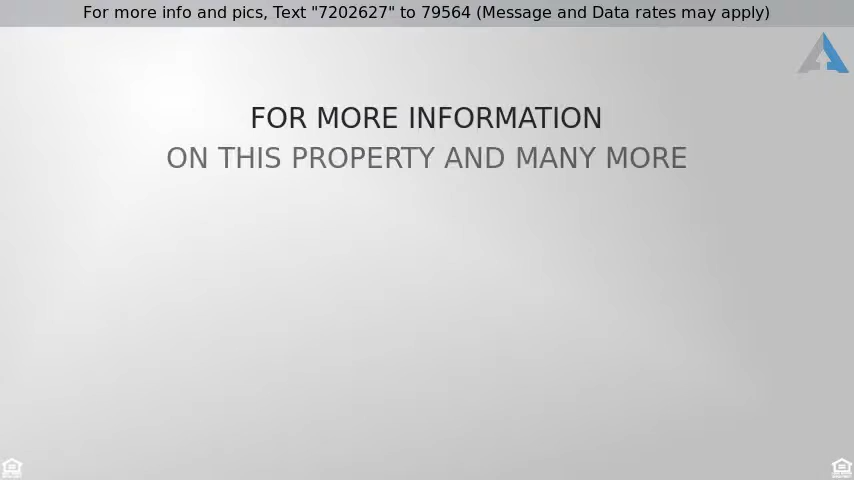 For more info and pics, Text "7202627" to 79564 (Message and Data rates may apply)
FOR MORE INFORMATION
ON THIS PROPERTY AND MANY MORE